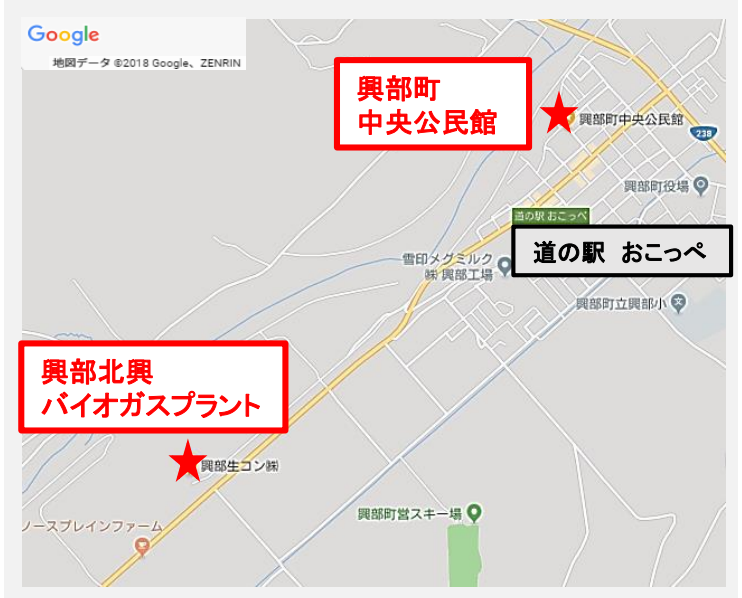 Google
地図データ ©2018 Google、ZENRIN
興部町
中央公民館
興部町中央公民館
238
興部町役場
道の駅 おこっぺ
道の駅 おこっぺ
雪印メグミルク
㈱ 興部工場
興部町立興部小
文
興部北興
バイオガスプラント
興部生コン㈱
興部町営スキー場
ノースプレインファーム